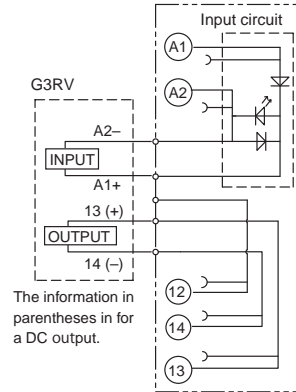 Input circuit
A1
A2
G3RV
A2–
INPUT
A1+
13 (+)
OUTPUT
14 (–)
12
14
13
The information in
parentheses in for
a DC output.